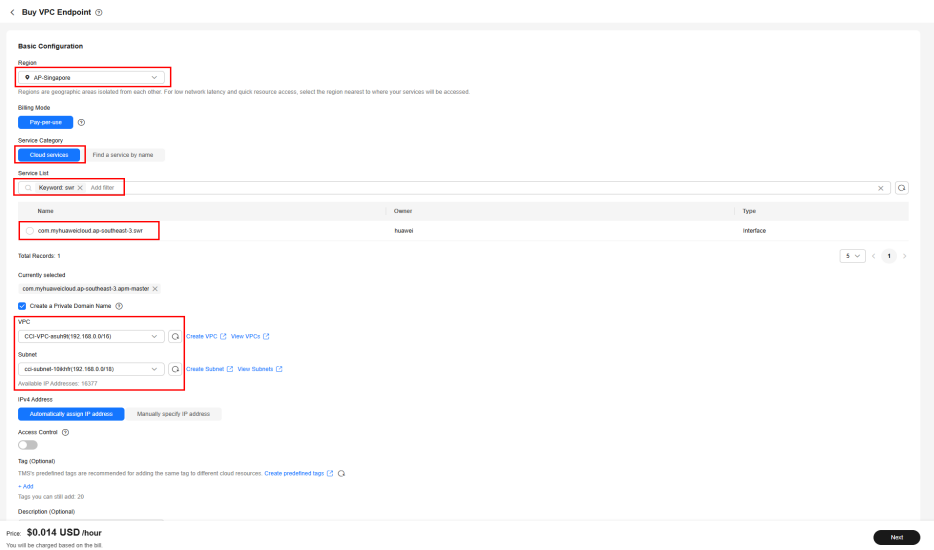 Buy VPC Endpoint
Basic Configuration
Region
AP-Singapore
Regions are geographic areas isolated from each other. For low network latency and quick resource access, select the region nearest to where your services will be accessed.
Billing Mode
Pay-per-use
Service Category
Cloud services Find a service by name
Service List
Keyword: swr Add filter
Name Owner Type
com.myhuaweicloud.ap-southeast-3.swr huawei Interface
Total Records: 1 5 1
Currently selected
com.myhuaweicloud.ap-southeast-3.apm-master
Create a Private Domain Name
VPC
CCI-VPC-asuh9t(192.168.0.0/16) Create VPC View VPCs
Subnet
cci-subnet-10ikhfr(192.168.0.0/18) Create Subnet View Subnets
Available IP Addresses: 16377
IPv4 Address
Automatically assign IP address Manually specify IP address
Access Control
Tag (Optional)
TMS's predefined tags are recommended for adding the same tag to different cloud resources. Create predefined tags
+ Add
Tags you can still add: 20
Description (Optional)
Price: $0.014 USD /hour
You will be charged based on the bill.
Next